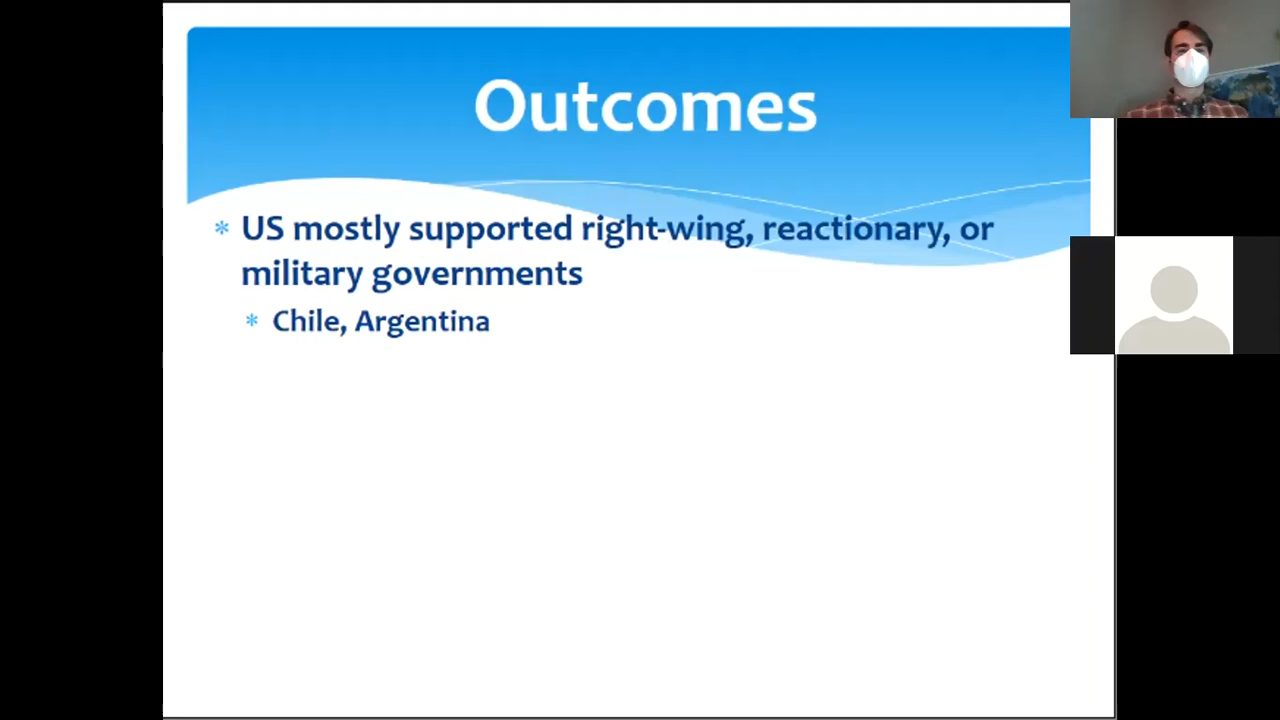 Outcomes
* US mostly supported right-wing, reactionary, or
military governments
* Chile, Argentina